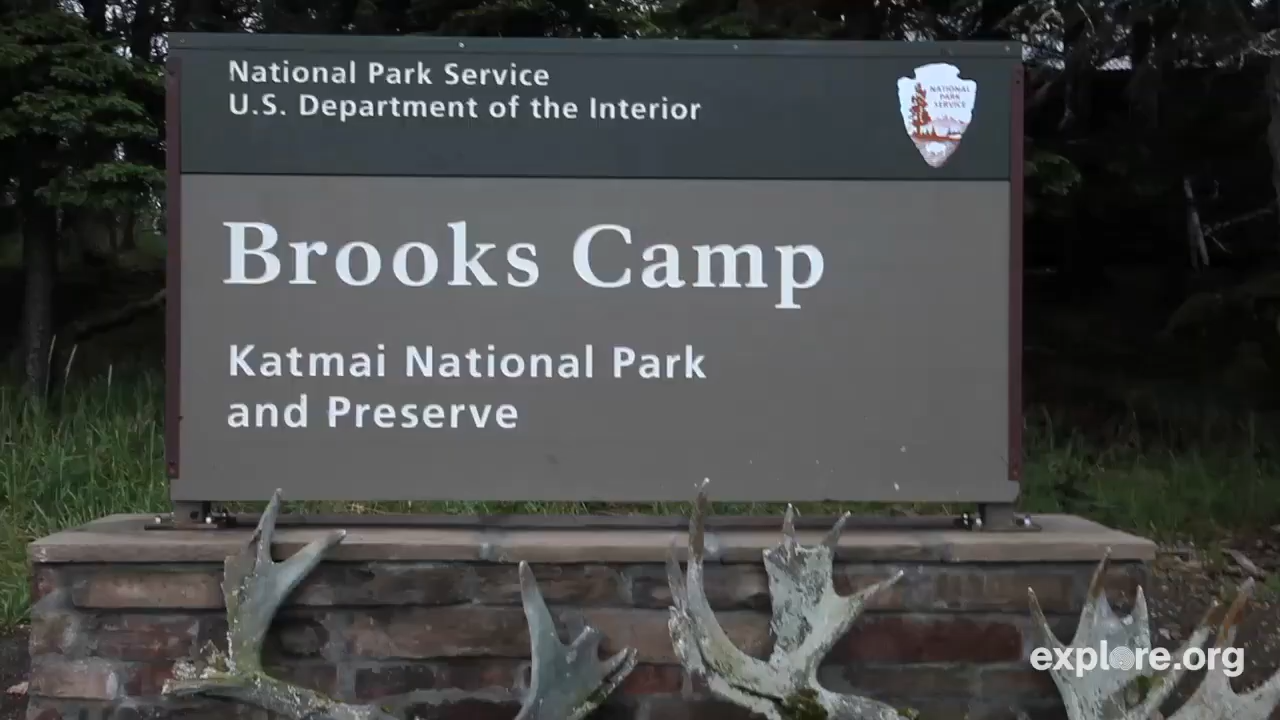 National Park Service
U.S. Department of the Interior
NATIONAL
PARK
SERVICE
Brooks Camp
Katmai National Park
and Preserve
explore.org